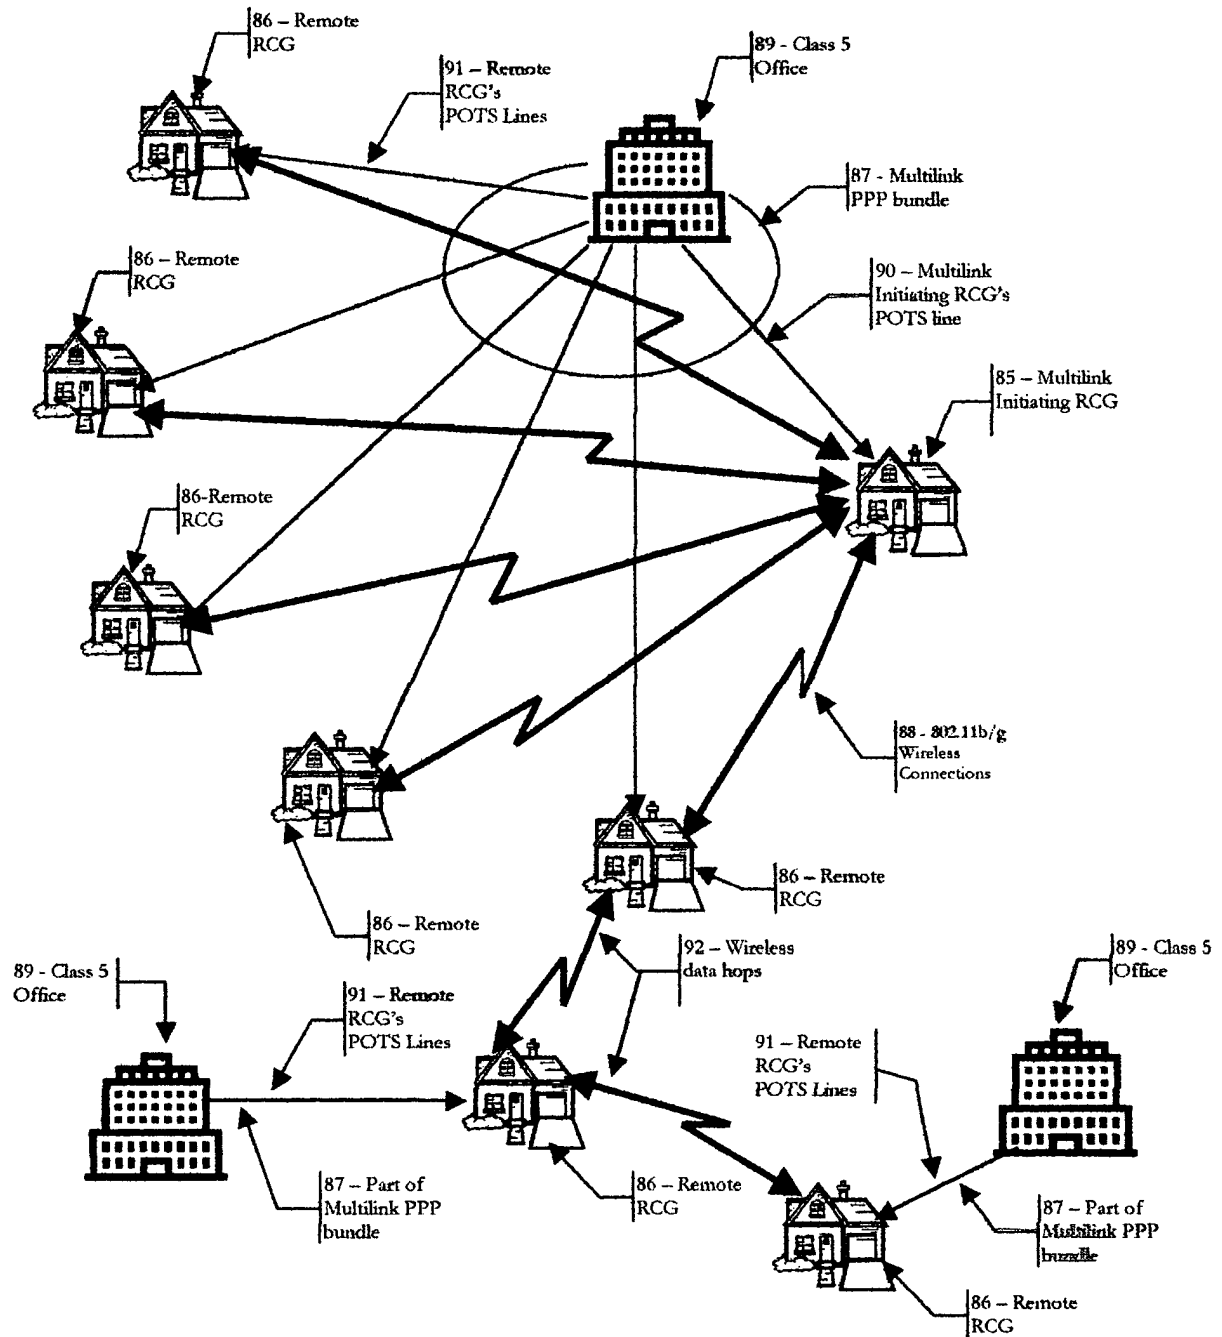 86 – Remote
RCG
91 – Remote
RCG's
POTS Lines
89 - Class 5
Office
87 - Multilink
PPP bundle
86 – Remote
RCG
90 – Multilink
Initiating RCG's
POTS line
85 – Multilink
Initiating RCG
86-Remote
RCG
88 - 802.11b/g
Wireless
Connections
86 – Remote
RCG
86 – Remote
RCG
92 – Wireless
data hops
89 - Class 5
Office
89 - Class 5
Office
91 – Remote
RCG's
POTS Lines
91 – Remote
RCG's
POTS Lines
87 – Part of
Multilink PPP
bundle
86 – Remote
RCG
87 – Part of
Multilink PPP
bundle
86 – Remote
RCG